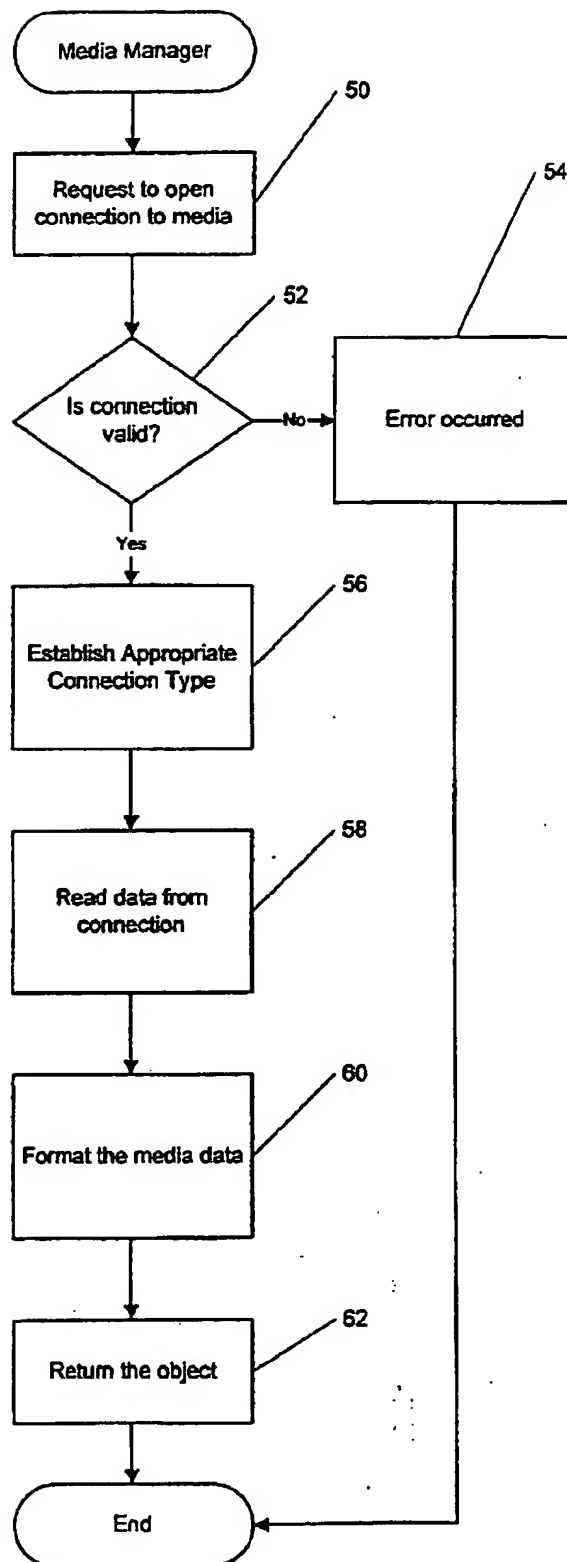 Media Manager
50
Request to open
connection to media
54
52
Is connection
valid?
No
Error occurred
Yes
56
Establish Appropriate
Connection Type
58
Read data from
connection
60
Format the media data
62
Return the object
End